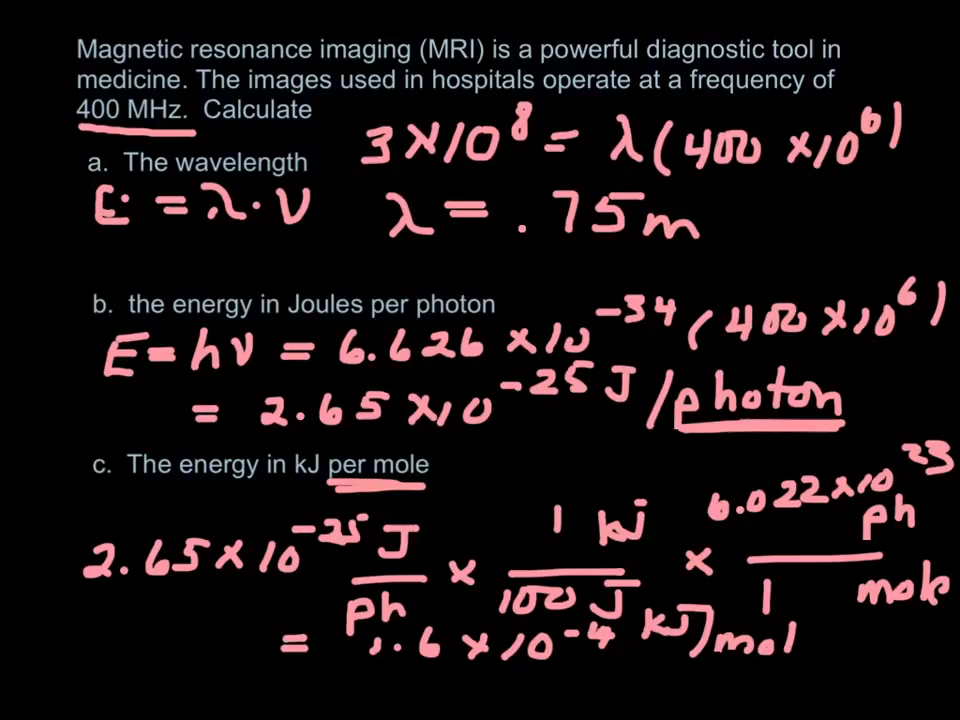 Magnetic resonance imaging (MRI) is a powerful diagnostic tool in
medicine. The images used in hospitals operate at a frequency of
400 MHz. Calculate
3 × 10^8 = λ (400 × 10^6)
a. The wavelength
E = λ · ν
λ = .75 m
b. the energy in Joules per photon
E = hν = 6.626 × 10^-34 (400 × 10^6)
= 2.65 × 10^-25 J / photon
c. The energy in kJ per mole
2.65 × 10^-25 J/ph × 1 kJ/100 J × 6.022 × 10^23 ph/1 mole
= 1.6 × 10^-4 kJ/mol